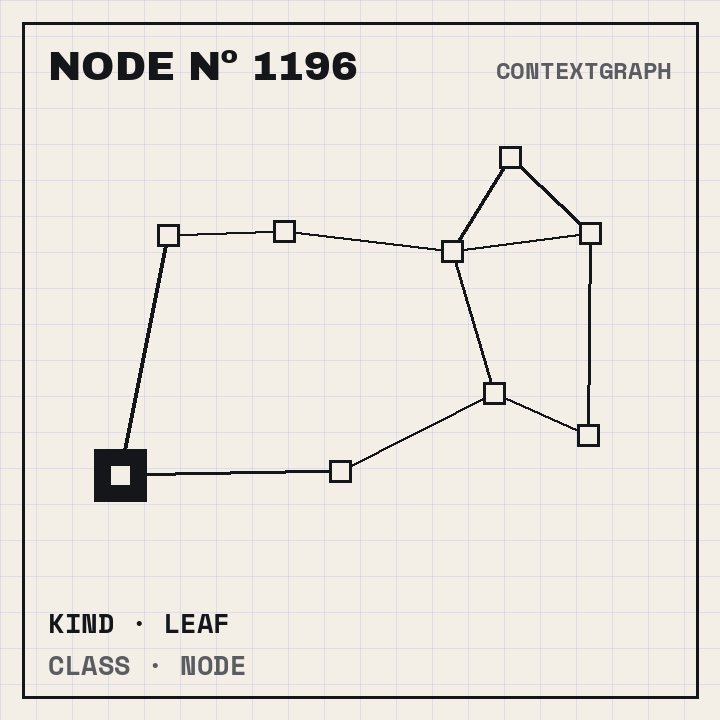 NODE Nº 1196
CONTEXTGRAPH
KIND · LEAF
CLASS · NODE